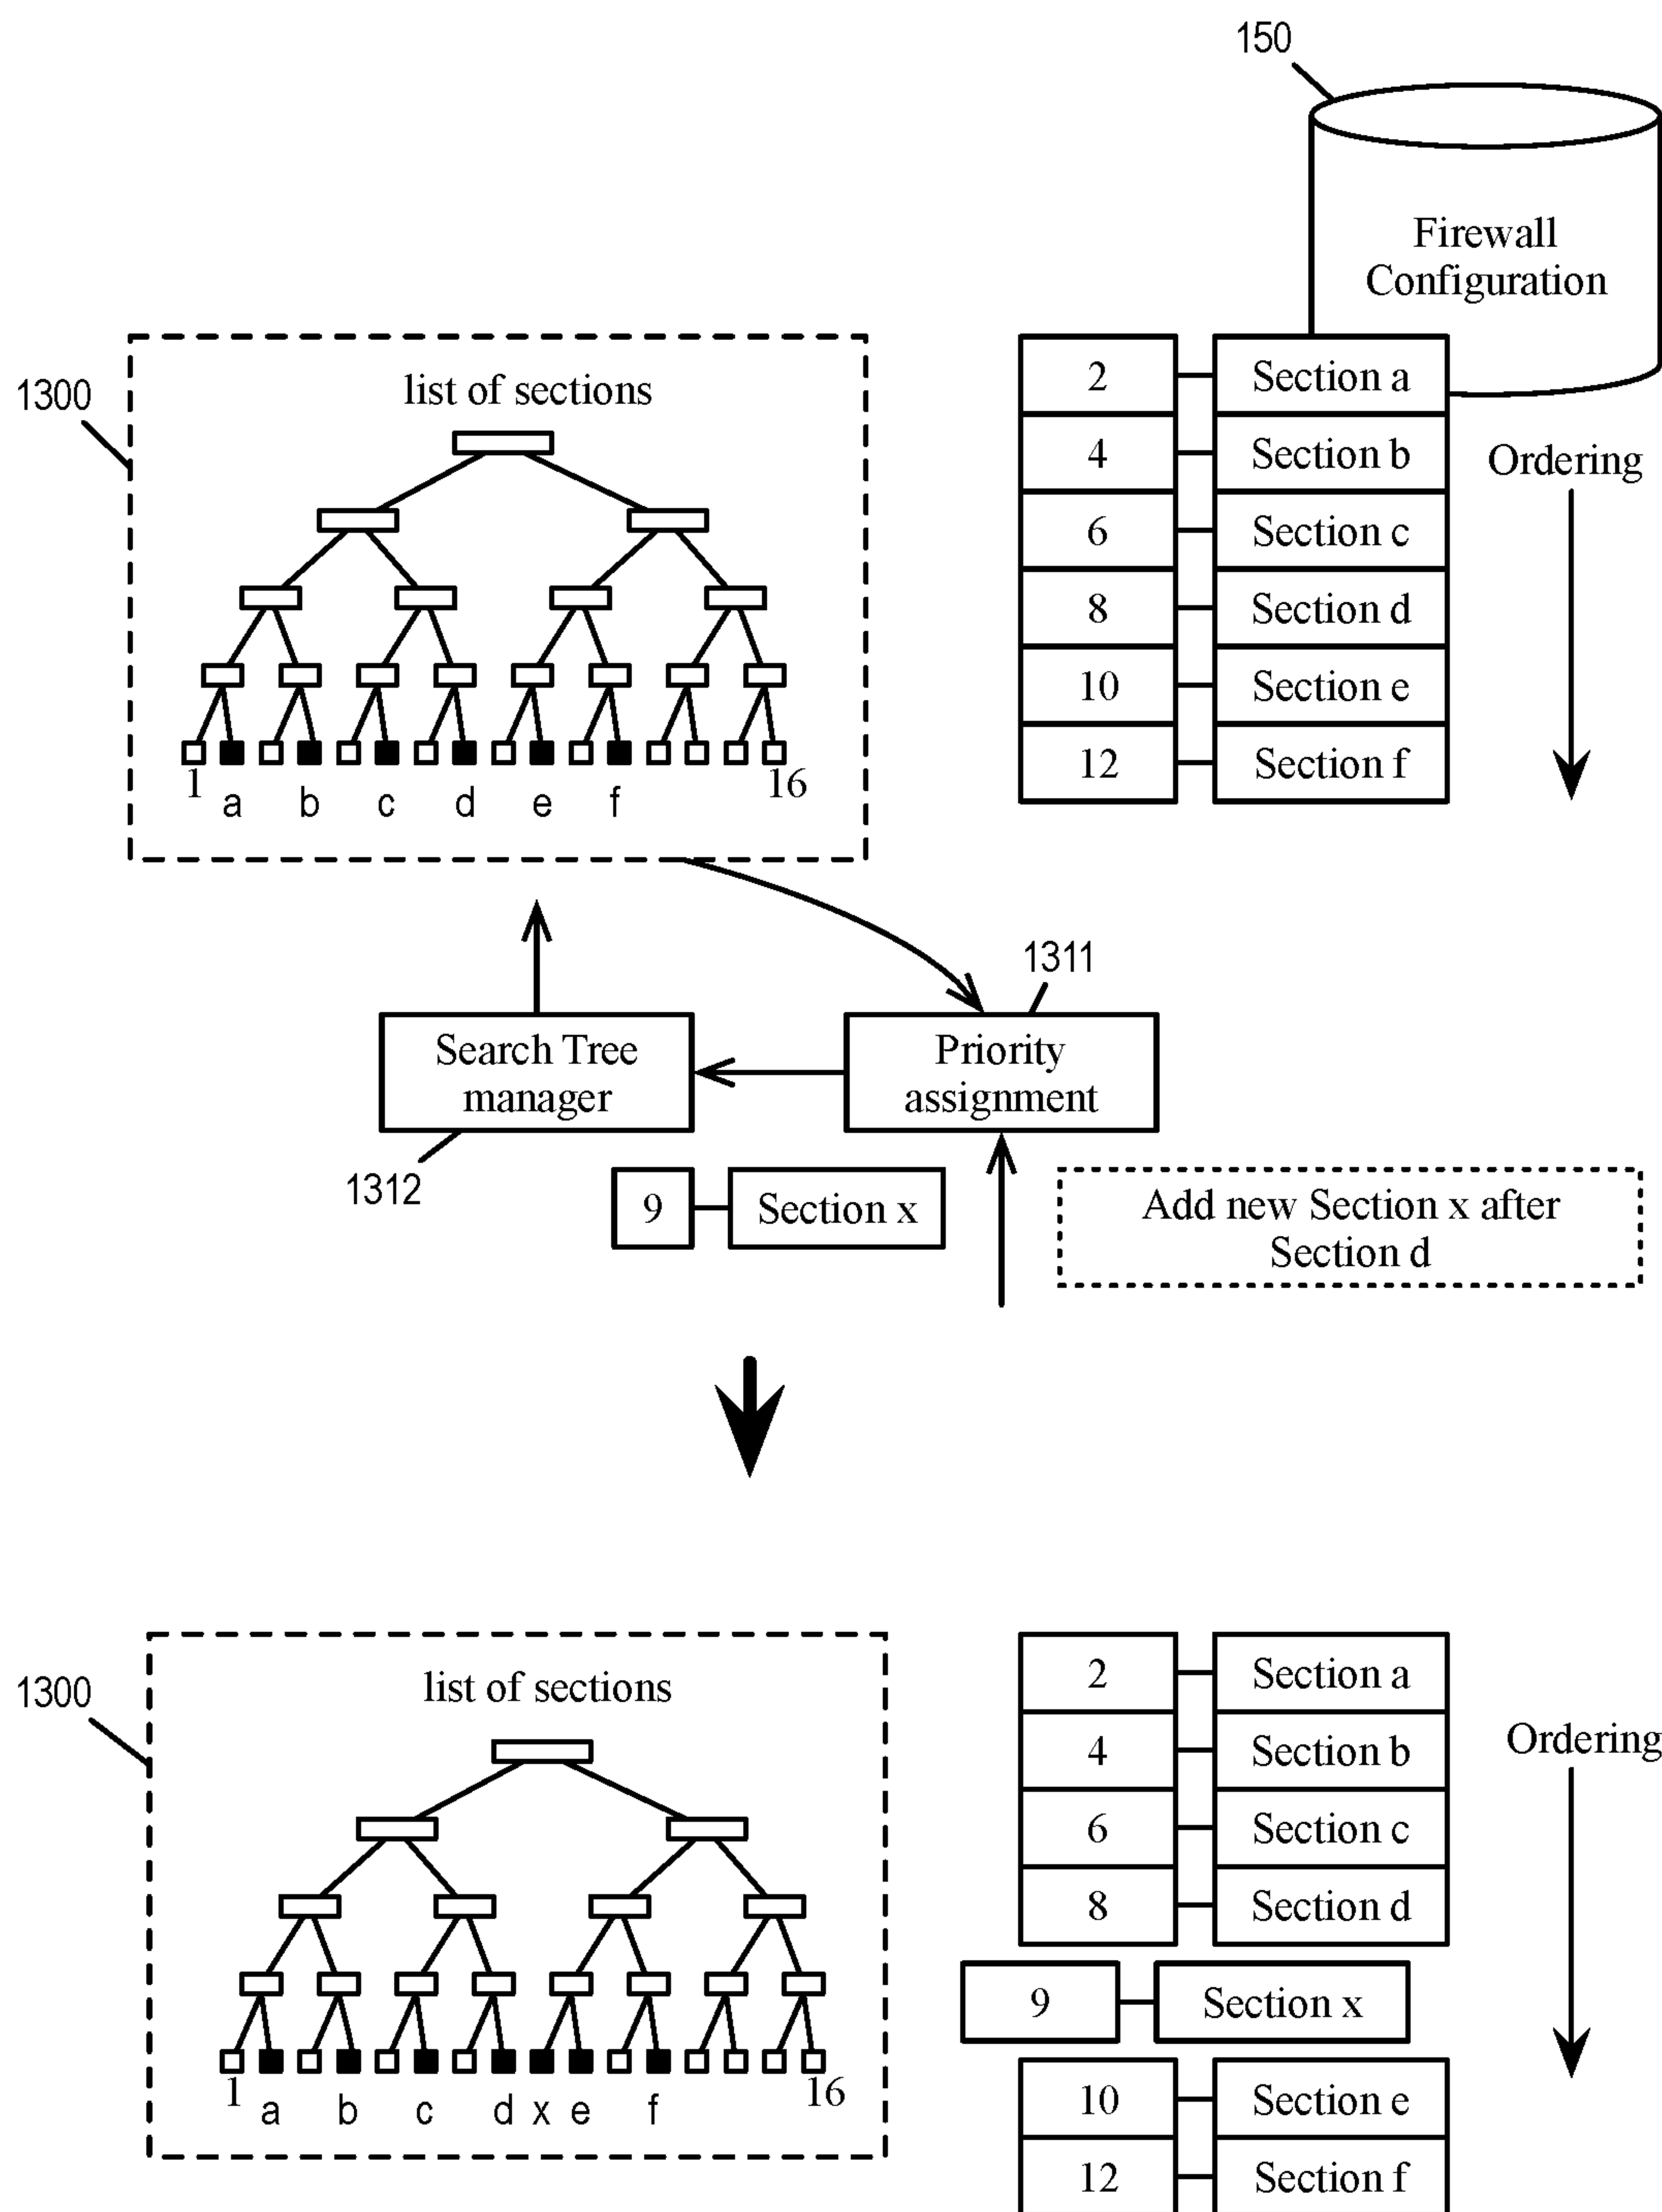 150
Firewall
Configuration
1300
list of sections
1
16
a b c d e f
2 Section a
4 Section b
6 Section c
8 Section d
10 Section e
12 Section f
Ordering
1311
Search Tree
manager
Priority
assignment
1312
9 Section x
Add new Section x after
Section d
1300
list of sections
1
16
a b c d x e f
2 Section a
4 Section b
6 Section c
8 Section d
9 Section x
10 Section e
12 Section f
Ordering